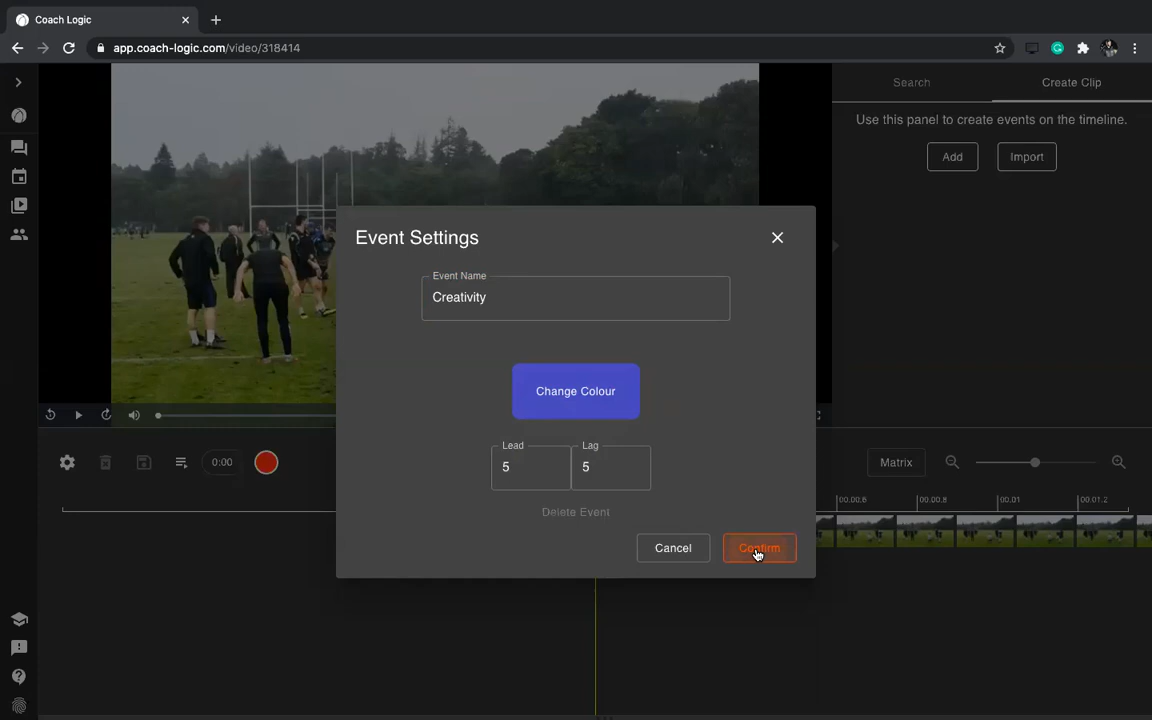 Coach Logic
app.coach-logic.com/video/318414
Search
Create Clip
Use this panel to create events on the timeline.
Add
Import
Event Settings
Event Name
Creativity
Change Colour
Lead
Lag
5
5
Delete Event
Cancel
Confirm
0:00
Matrix
00:00.6
00:00.8
00:01
00:01.2